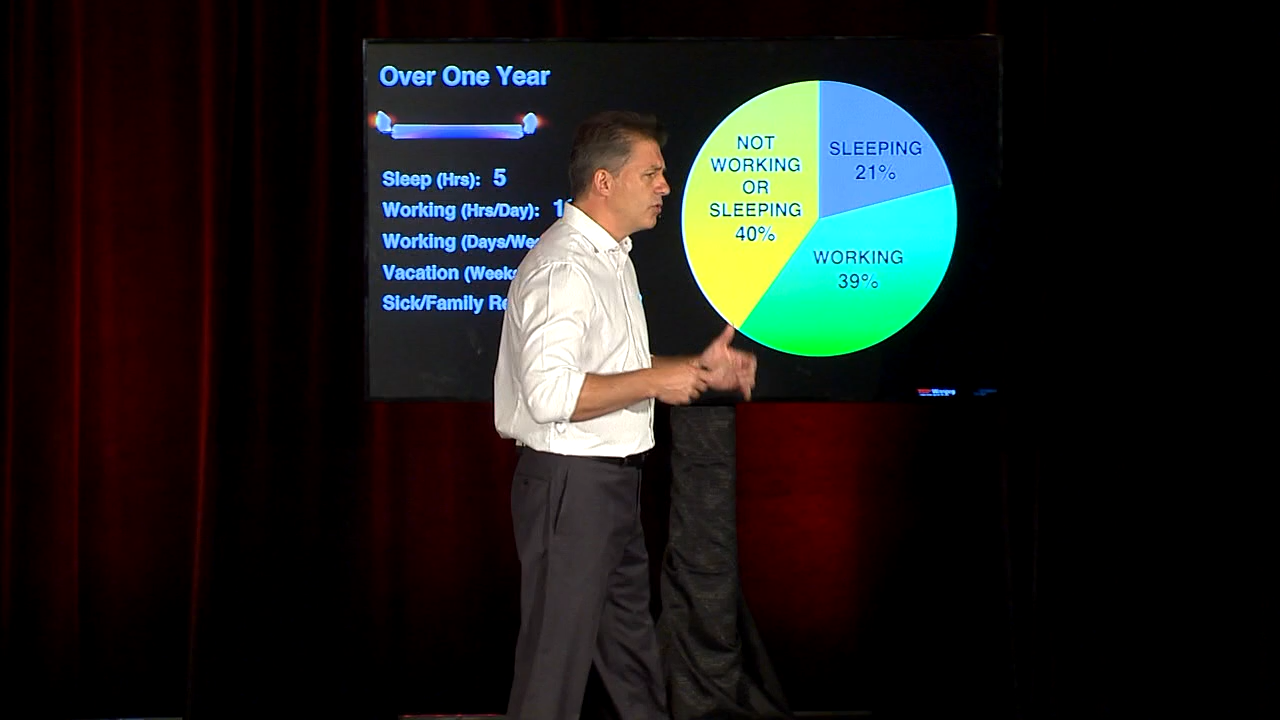 Over One Year
Sleep (Hrs): 5
Working (Hrs/Day):
Working
Vacation
Sick/Family
NOT
WORKING
OR
SLEEPING
40%
SLEEPING
21%
WORKING
39%